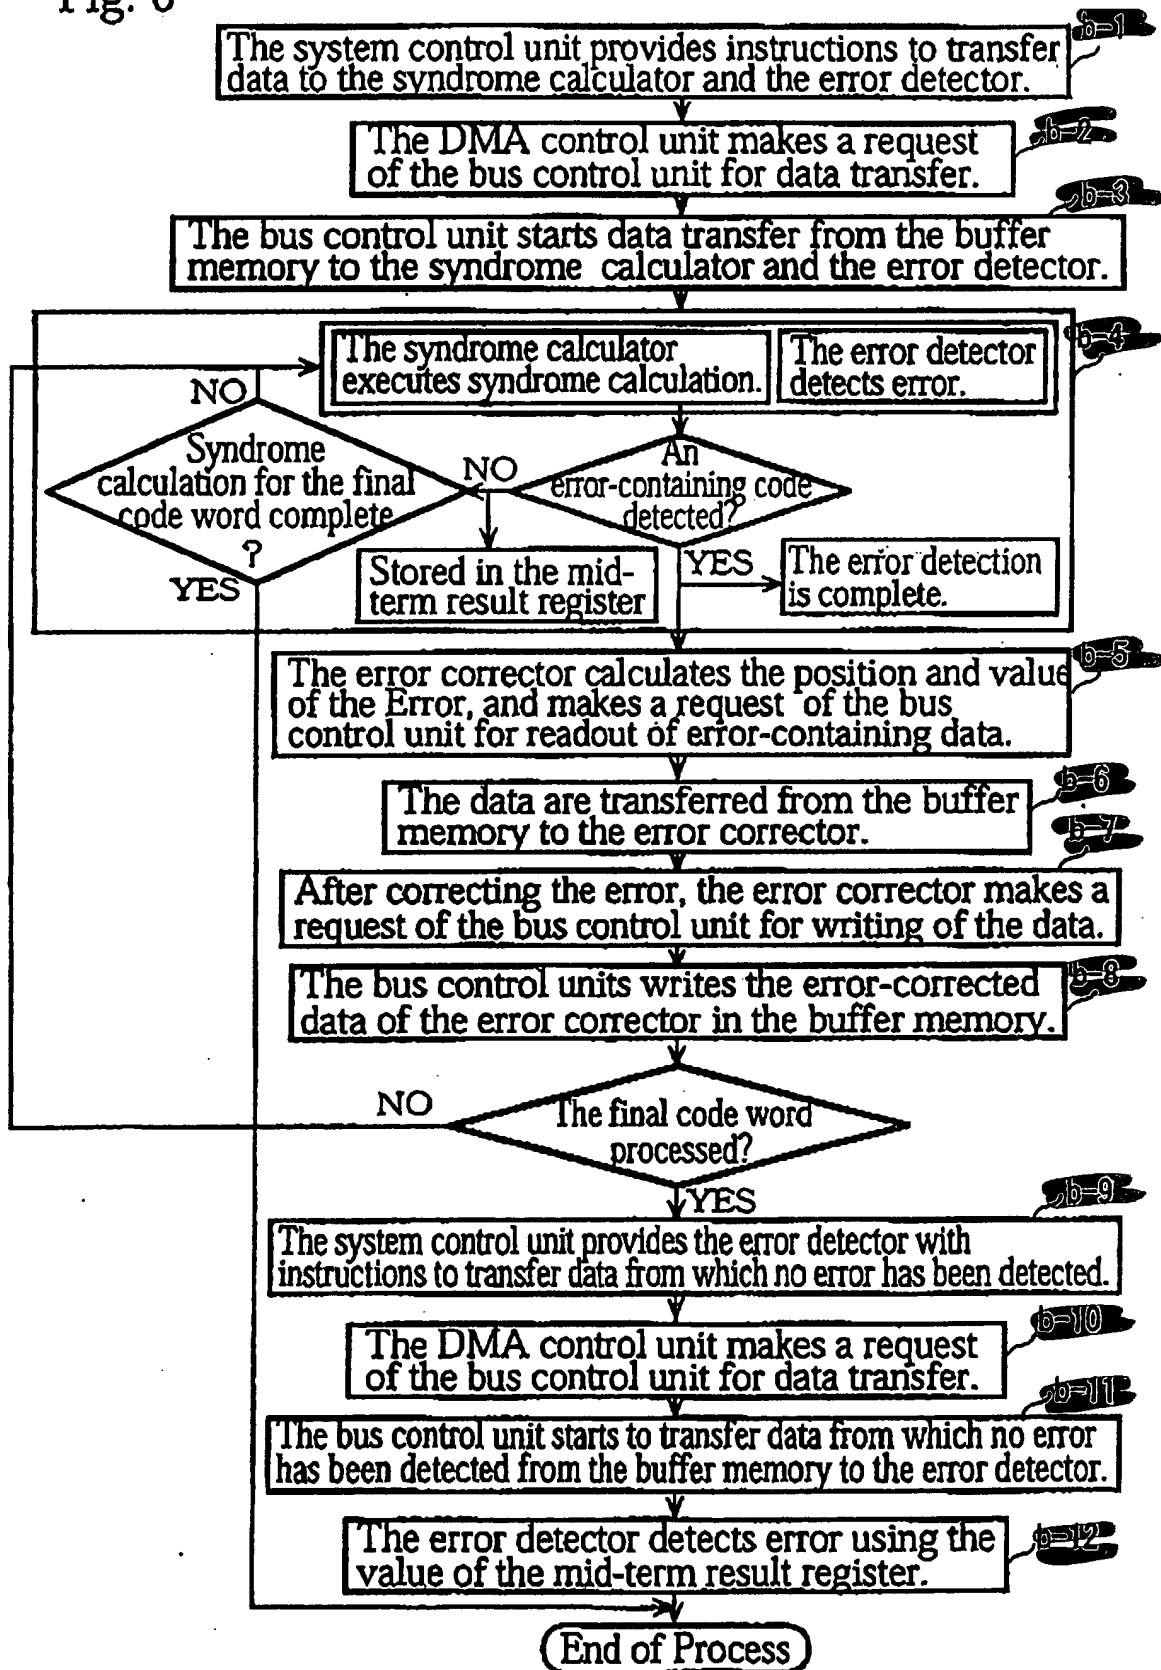 Fig. 6
b-1
The system control unit provides instructions to transfer
data to the syndrome calculator and the error detector.
b-2
The DMA control unit makes a request
of the bus control unit for data transfer.
b-3
The bus control unit starts data transfer from the buffer
memory to the syndrome calculator and the error detector.
b-4
The syndrome calculator
executes syndrome calculation.
The error detector
detects error.
NO
Syndrome
calculation for the final
code word complete
?
YES
NO
An
error-containing code
detected?
YES
Stored in the mid-
term result register
The error detection
is complete.
b-5
The error corrector calculates the position and value
of the Error, and makes a request of the bus
control unit for readout of error-containing data.
b-6
The data are transferred from the buffer
memory to the error corrector.
b-7
After correcting the error, the error corrector makes a
request of the bus control unit for writing of the data.
b-8
The bus control units writes the error-corrected
data of the error corrector in the buffer memory.
NO
The final code word
processed?
YES
b-9
The system control unit provides the error detector with
instructions to transfer data from which no error has been detected.
b-10
The DMA control unit makes a request
of the bus control unit for data transfer.
b-11
The bus control unit starts to transfer data from which no error
has been detected from the buffer memory to the error detector.
b-12
The error detector detects error using the
value of the mid-term result register.
End of Process